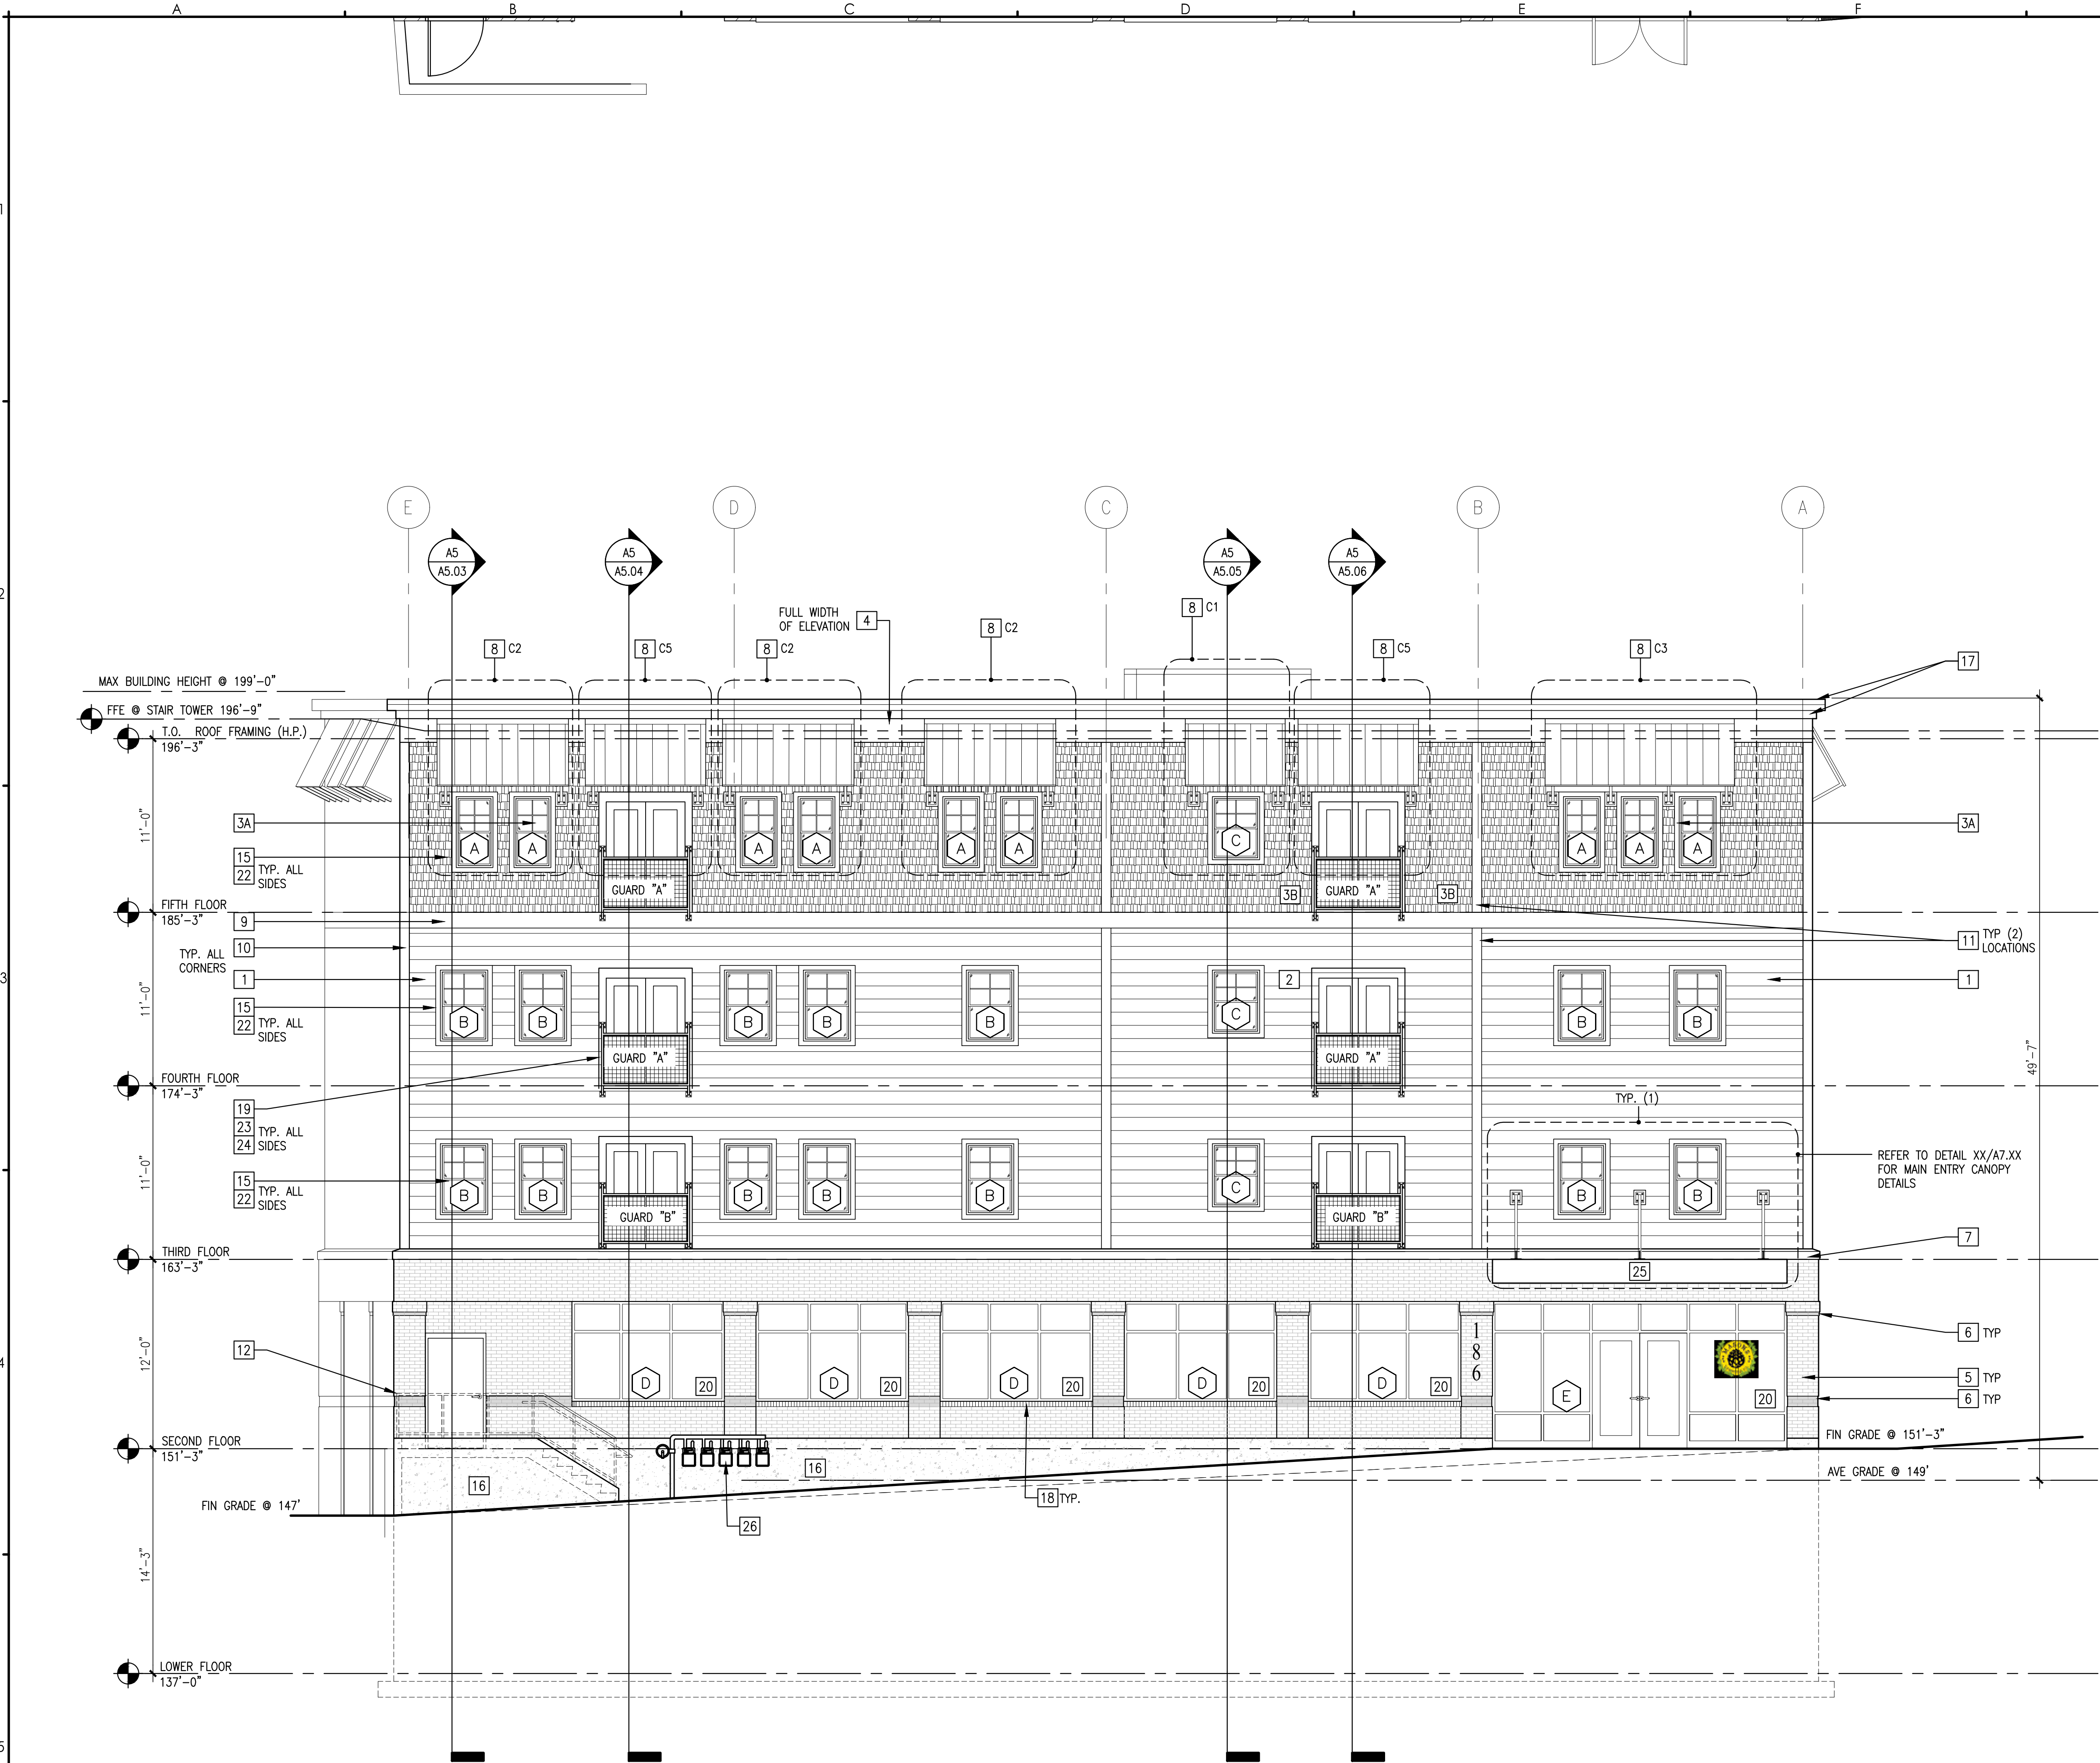 A B C D E F
1
2
3
4
5
E D C B A
A5
A5.03
A5
A5.04
A5
A5.05
A5
A5.06
FULL WIDTH
OF ELEVATION 4
8 C2
8 C5
8 C2
8 C2
8 C1
8 C5
8 C3
17
MAX BUILDING HEIGHT @ 199'-0"
FFE @ STAIR TOWER 196'-9"
T.O. ROOF FRAMING (H.P.)
196'-3"
11'-0"
3A
15
22 TYP. ALL
SIDES
A A A A A A C A A A
3A
GUARD "A"
3B
GUARD "A"
3B
FIFTH FLOOR
185'-3"
9
10
TYP. ALL
CORNERS
11 TYP (2)
LOCATIONS
1
2
1
11'-0"
15
22 TYP. ALL
SIDES
B B B B B C B B
GUARD "A"
GUARD "A"
49'-7"
FOURTH FLOOR
174'-3"
19
23 TYP. ALL
24 SIDES
TYP. (1)
11'-0"
REFER TO DETAIL XX/A7.XX
FOR MAIN ENTRY CANOPY
DETAILS
15
22 TYP. ALL
SIDES
B B B B B C B B
GUARD "B"
GUARD "B"
THIRD FLOOR
163'-3"
7
25
12'-0"
12
186
6 TYP
5 TYP
6 TYP
D 20 D 20 D 20 D 20 D 20 E 20
SECOND FLOOR
151'-3"
FIN GRADE @ 151'-3"
16
16
AVE GRADE @ 149'
FIN GRADE @ 147'
18 TYP.
26
14'-3"
LOWER FLOOR
137'-0"